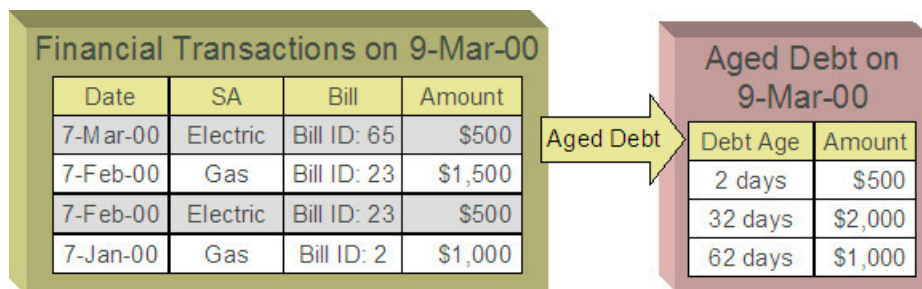 Financial Transactions on 9-Mar-00
Date SA Bill Amount
7-Mar-00 Electric Bill ID: 65 $500
7-Feb-00 Gas Bill ID: 23 $1,500
7-Feb-00 Electric Bill ID: 23 $500
7-Jan-00 Gas Bill ID: 2 $1,000
Aged Debt
Aged Debt on
9-Mar-00
Debt Age Amount
2 days $500
32 days $2,000
62 days $1,000